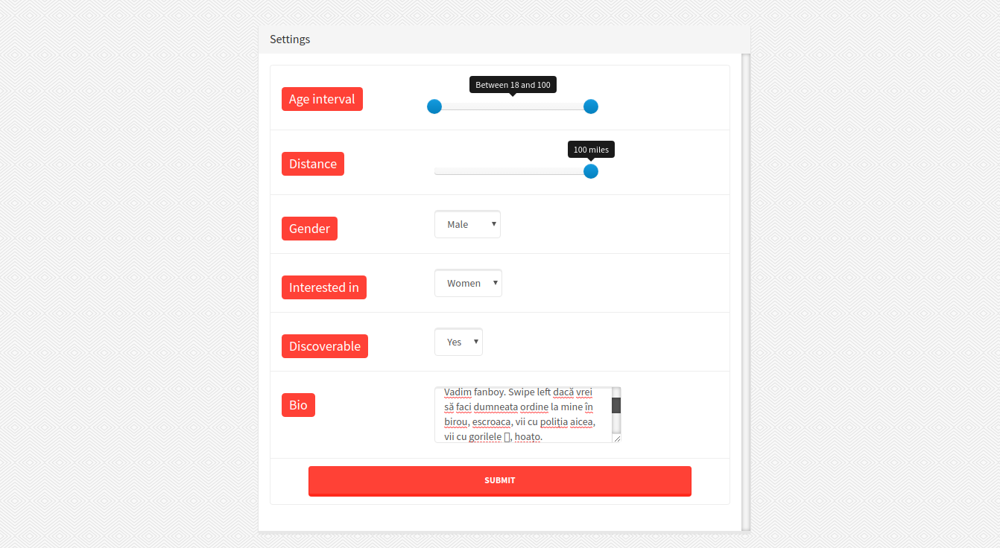 Settings
Between 18 and 100
Age interval
100 miles
Distance
Gender
Male
Interested in
Women
Discoverable
Yes
Bio
Vadim fanboy. Swipe left dacă vrei
să faci dumneata ordine la mine în
birou, escroaca, vii cu poliția aicea,
vii cu gorilele , hoațo.
SUBMIT